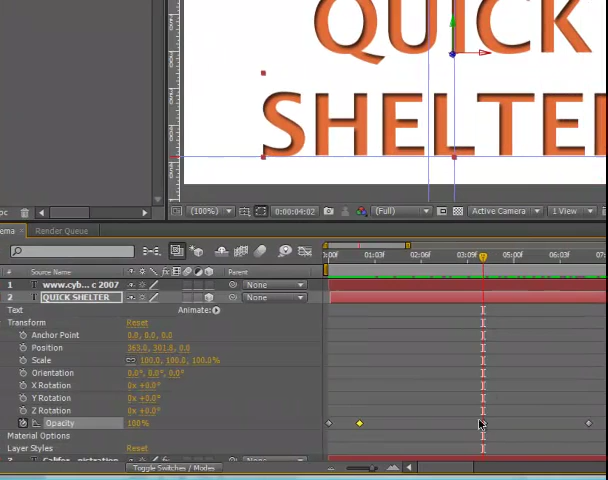 QUICK
SHELTER
pc
(100%) 0:00:04:02 (Full) Active Camera 1 View
ema Render Queue
# Source Name Parent
:00f 01:03f 02:06f 03:09f 05:00f 06:03f 07:
1 T www.cyb... c 2007 None
2 T QUICK SHELTER None
Text Animate:
Transform Reset
Anchor Point 0.0, 0.0, 0.0
Position 363.0, 301.8, 0.0
Scale 100.0, 100.0, 100.0%
Orientation 0.0°, 0.0°, 0.0°
X Rotation 0x +0.0°
Y Rotation 0x +0.0°
Z Rotation 0x +0.0°
Opacity 100%
Material Options
Layer Styles Reset
Toggle Switches / Modes